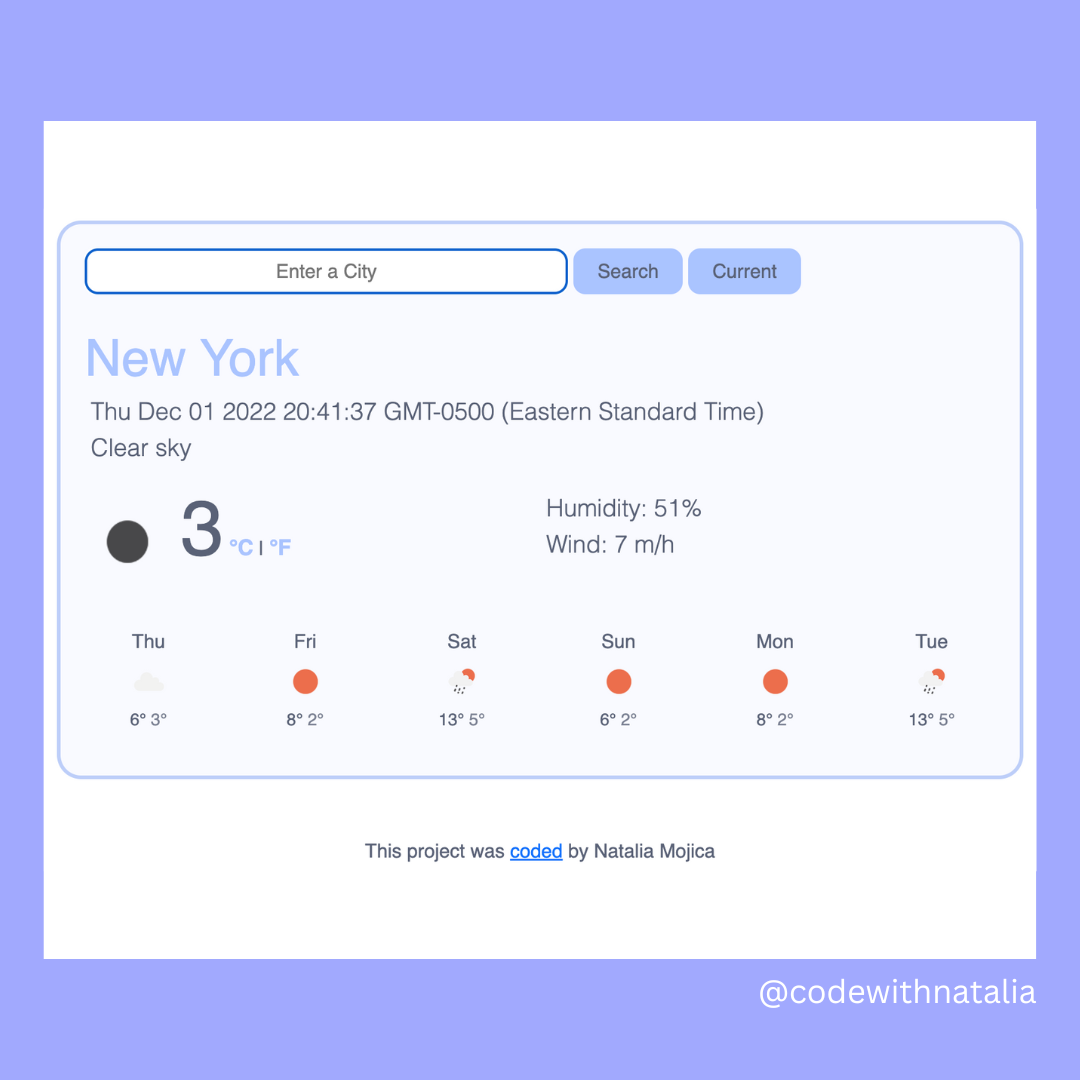 Enter a City Search Current
New York
Thu Dec 01 2022 20:41:37 GMT-0500 (Eastern Standard Time)
Clear sky
3 °C | °F
Humidity: 51%
Wind: 7 m/h
Thu Fri Sat Sun Mon Tue
6° 3° 8° 2° 13° 5° 6° 2° 8° 2° 13° 5°
This project was coded by Natalia Mojica
@codewithnatalia